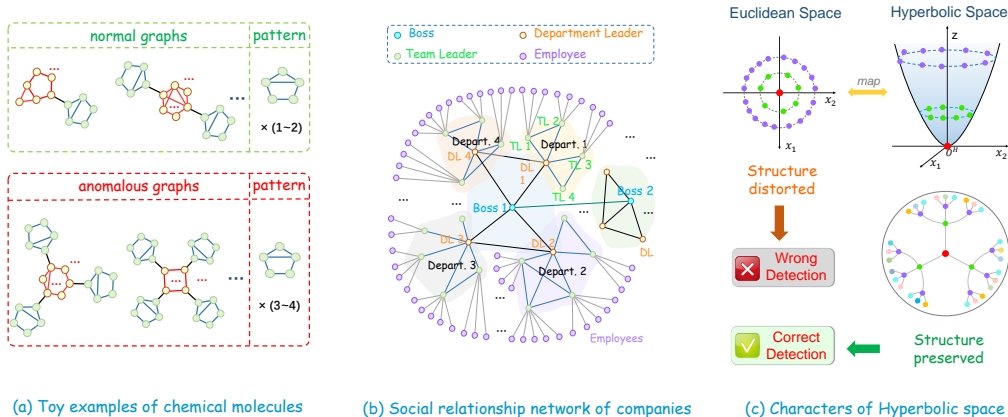 normal graphs
pattern
...
...
...
× (1~2)
anomalous graphs
pattern
...
...
...
...
...
× (3~4)
(a) Toy examples of chemical molecules
Boss
Department Leader
Team Leader
Employee
Depart. 4
TL 2
TL 1
Depart. 1
DL 4
DL 1
TL 3
TL 4
Boss 2
Boss 1
DL
DL 3
DL 2
Depart. 3
Depart. 2
...
...
...
...
...
...
...
Employees
(b) Social relationship network of companies
Euclidean Space
Hyperbolic Space
z
x₂
map
x₁
x₁
0ᴴ
x₂
Structure distorted
Wrong Detection
Correct Detection
Structure preserved
(c) Characters of Hyperbolic space